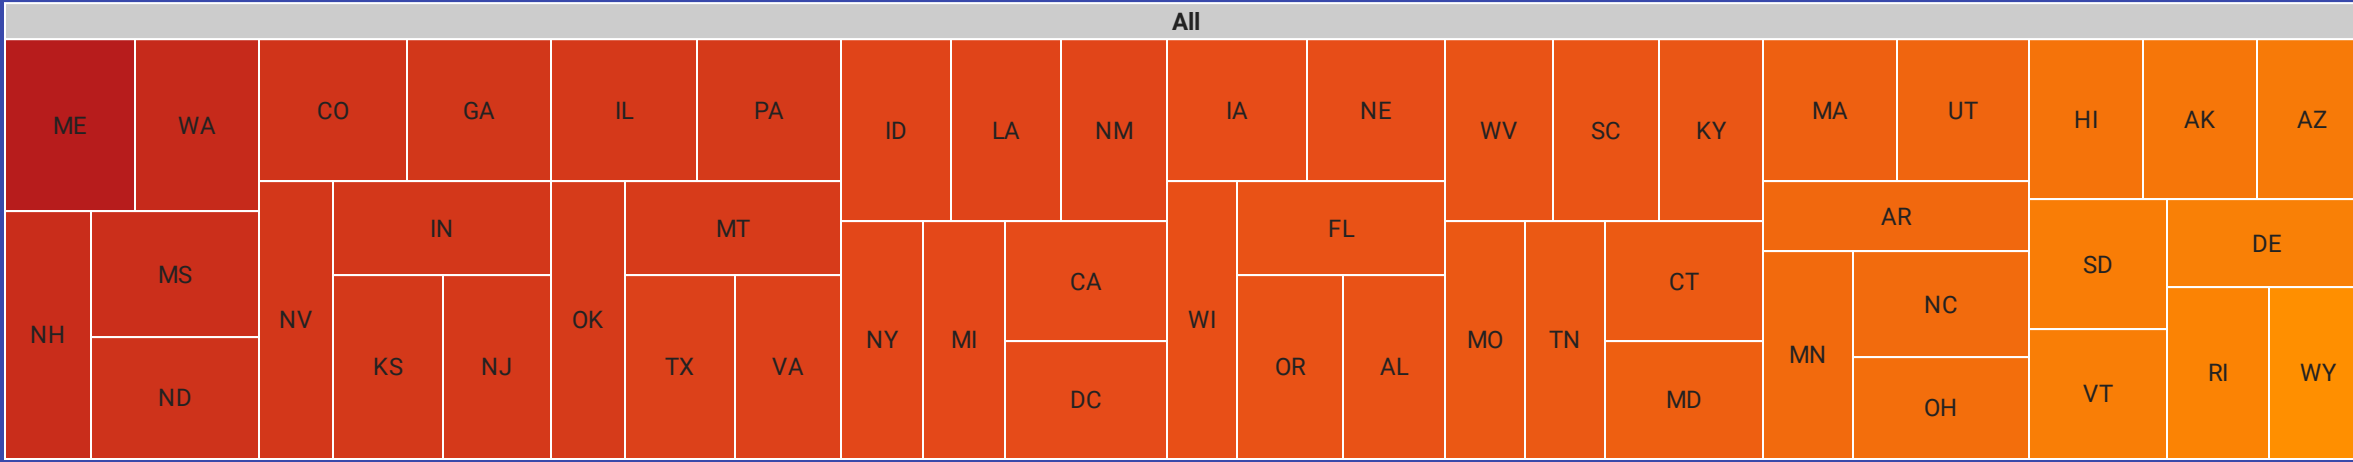 All
ME
WA
NH
MS
ND
CO
GA
NV
IN
KS
NJ
IL
PA
OK
MT
TX
VA
ID
LA
NM
NY
MI
CA
DC
IA
NE
WI
FL
OR
AL
WV
SC
KY
MO
TN
CT
MD
MA
UT
AR
MN
NC
OH
HI
AK
AZ
SD
VT
DE
RI
WY